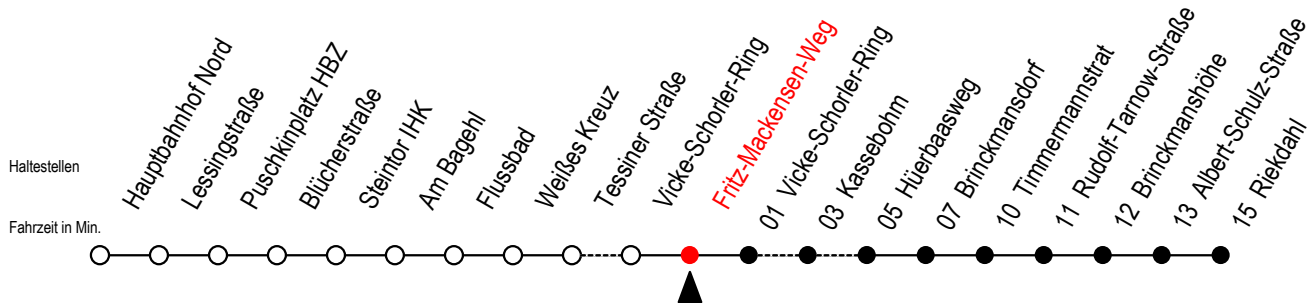 Haltestellen
Fahrzeit in Min.
Hauptbahnhof Nord
Lessingstraße
Puschkinplatz HBZ
Blücherstraße
Steintor IHK
Am Bagehl
Flussbad
Weißes Kreuz
Tessiner Straße
Vicke-Schorler-Ring
Fritz-Mackensen-Weg
01 Vicke-Schorler-Ring
03 Kassebohm
05 Hüerbaasweg
07 Brinckmansdorf
10 Timmermannstrat
11 Rudolf-Tarnow-Straße
12 Brinckmanshöhe
13 Albert-Schulz-Straße
15 Riekdahl